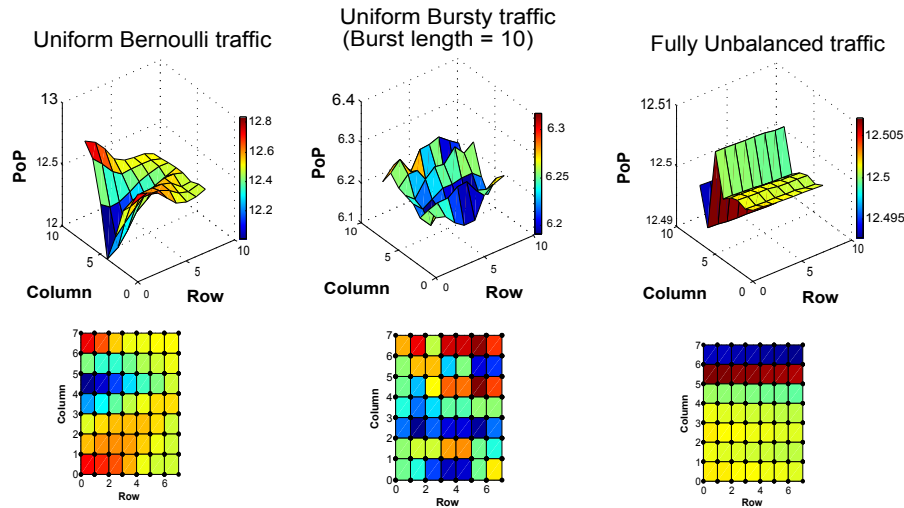 Uniform Bernoulli traffic
Uniform Bursty traffic
(Burst length = 10)
Fully Unbalanced traffic
13
12.5
12
PoP
10
5
0
Column
0
5
10
Row
12.8
12.6
12.4
12.2
6.4
6.3
6.2
6.1
PoP
10
5
0
Column
0
5
10
Row
6.3
6.25
6.2
12.51
12.5
12.49
PoP
10
5
0
Column
0
5
10
Row
12.505
12.5
12.495
7
6
5
4
3
2
1
0
Column
0 2 4 6
Row
7
6
5
4
3
2
1
0
Column
0 2 4 6
Row
7
6
5
4
3
2
1
0
Column
0 2 4 6
Row